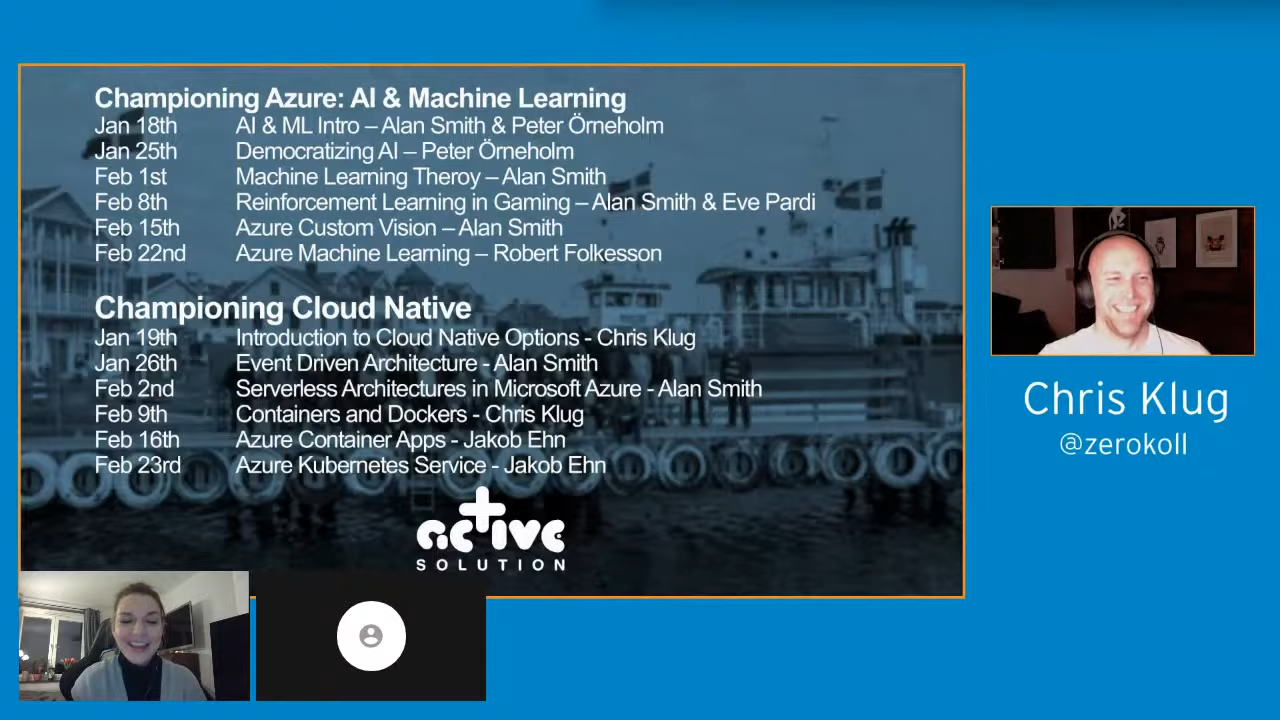 Championing Azure: AI & Machine Learning
Jan 18th AI & ML Intro – Alan Smith & Peter Örneholm
Jan 25th Democratizing AI – Peter Örneholm
Feb 1st Machine Learning Theroy – Alan Smith
Feb 8th Reinforcement Learning in Gaming – Alan Smith & Eve Pardi
Feb 15th Azure Custom Vision – Alan Smith
Feb 22nd Azure Machine Learning – Robert Folkesson
Championing Cloud Native
Jan 19th Introduction to Cloud Native Options - Chris Klug
Jan 26th Event Driven Architecture - Alan Smith
Feb 2nd Serverless Architectures in Microsoft Azure - Alan Smith
Feb 9th Containers and Dockers - Chris Klug
Feb 16th Azure Container Apps - Jakob Ehn
Feb 23rd Azure Kubernetes Service - Jakob Ehn
active
SOLUTION
Chris Klug
@zerokoll